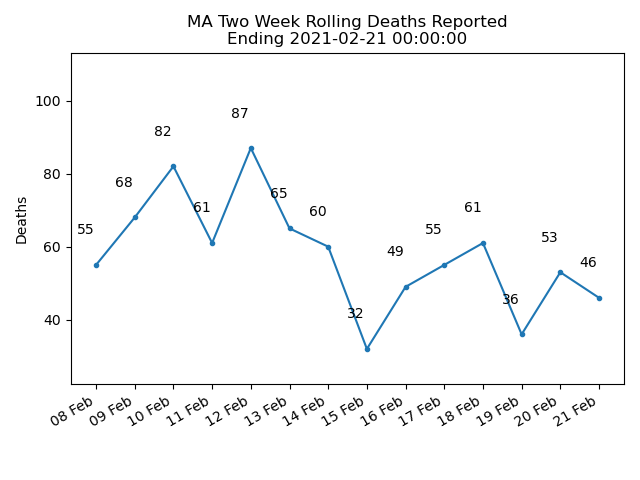 MA Two Week Rolling Deaths Reported
Ending 2021-02-21 00:00:00
Deaths
100
80
60
40
55
68
82
61
87
65
60
32
49
55
61
36
53
46
08 Feb
09 Feb
10 Feb
11 Feb
12 Feb
13 Feb
14 Feb
15 Feb
16 Feb
17 Feb
18 Feb
19 Feb
20 Feb
21 Feb